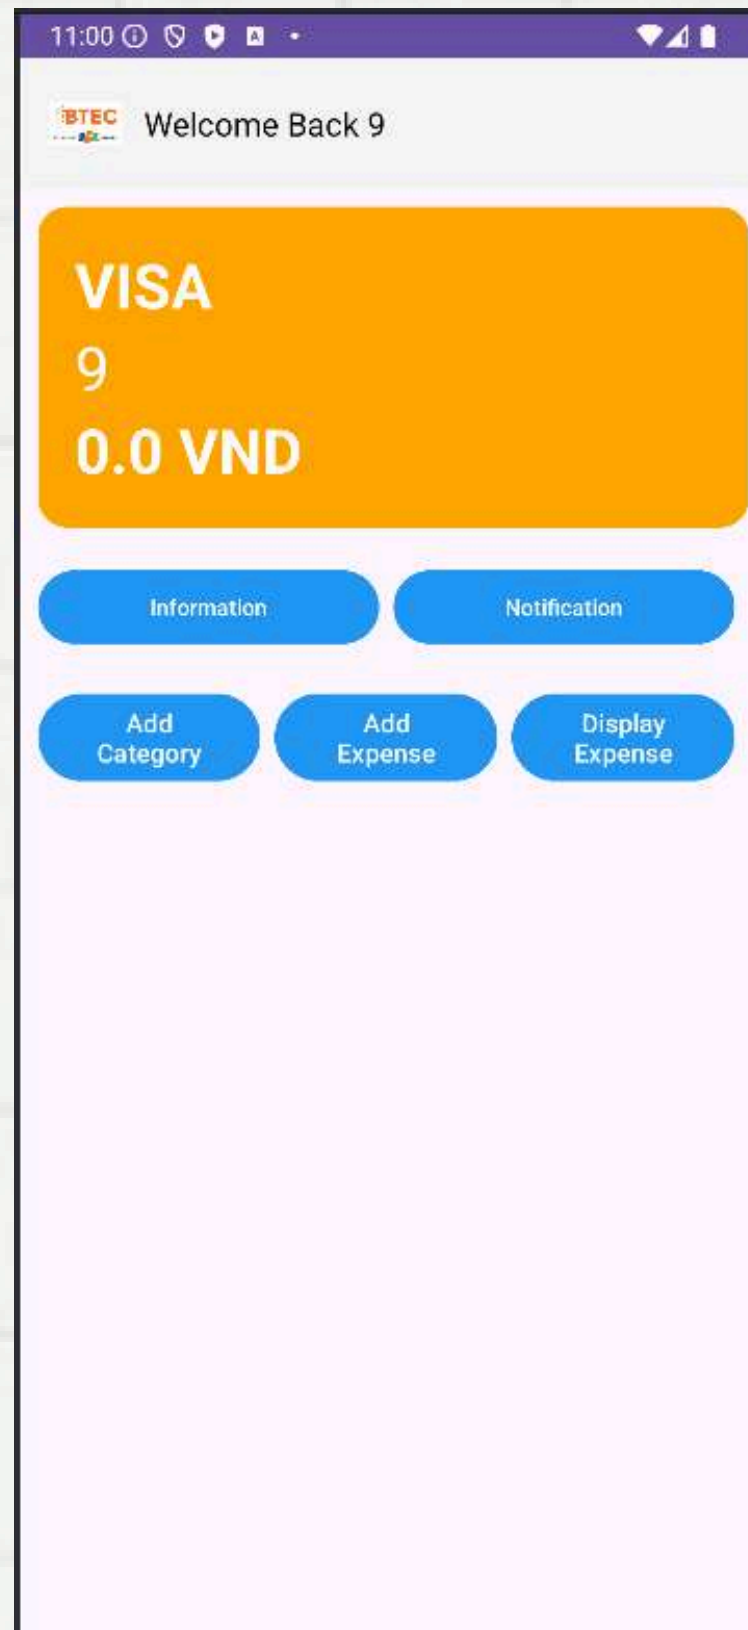 11:00
BTEC
Welcome Back 9
VISA
9
0.0 VND
Information
Notification
Add
Category
Add
Expense
Display
Expense